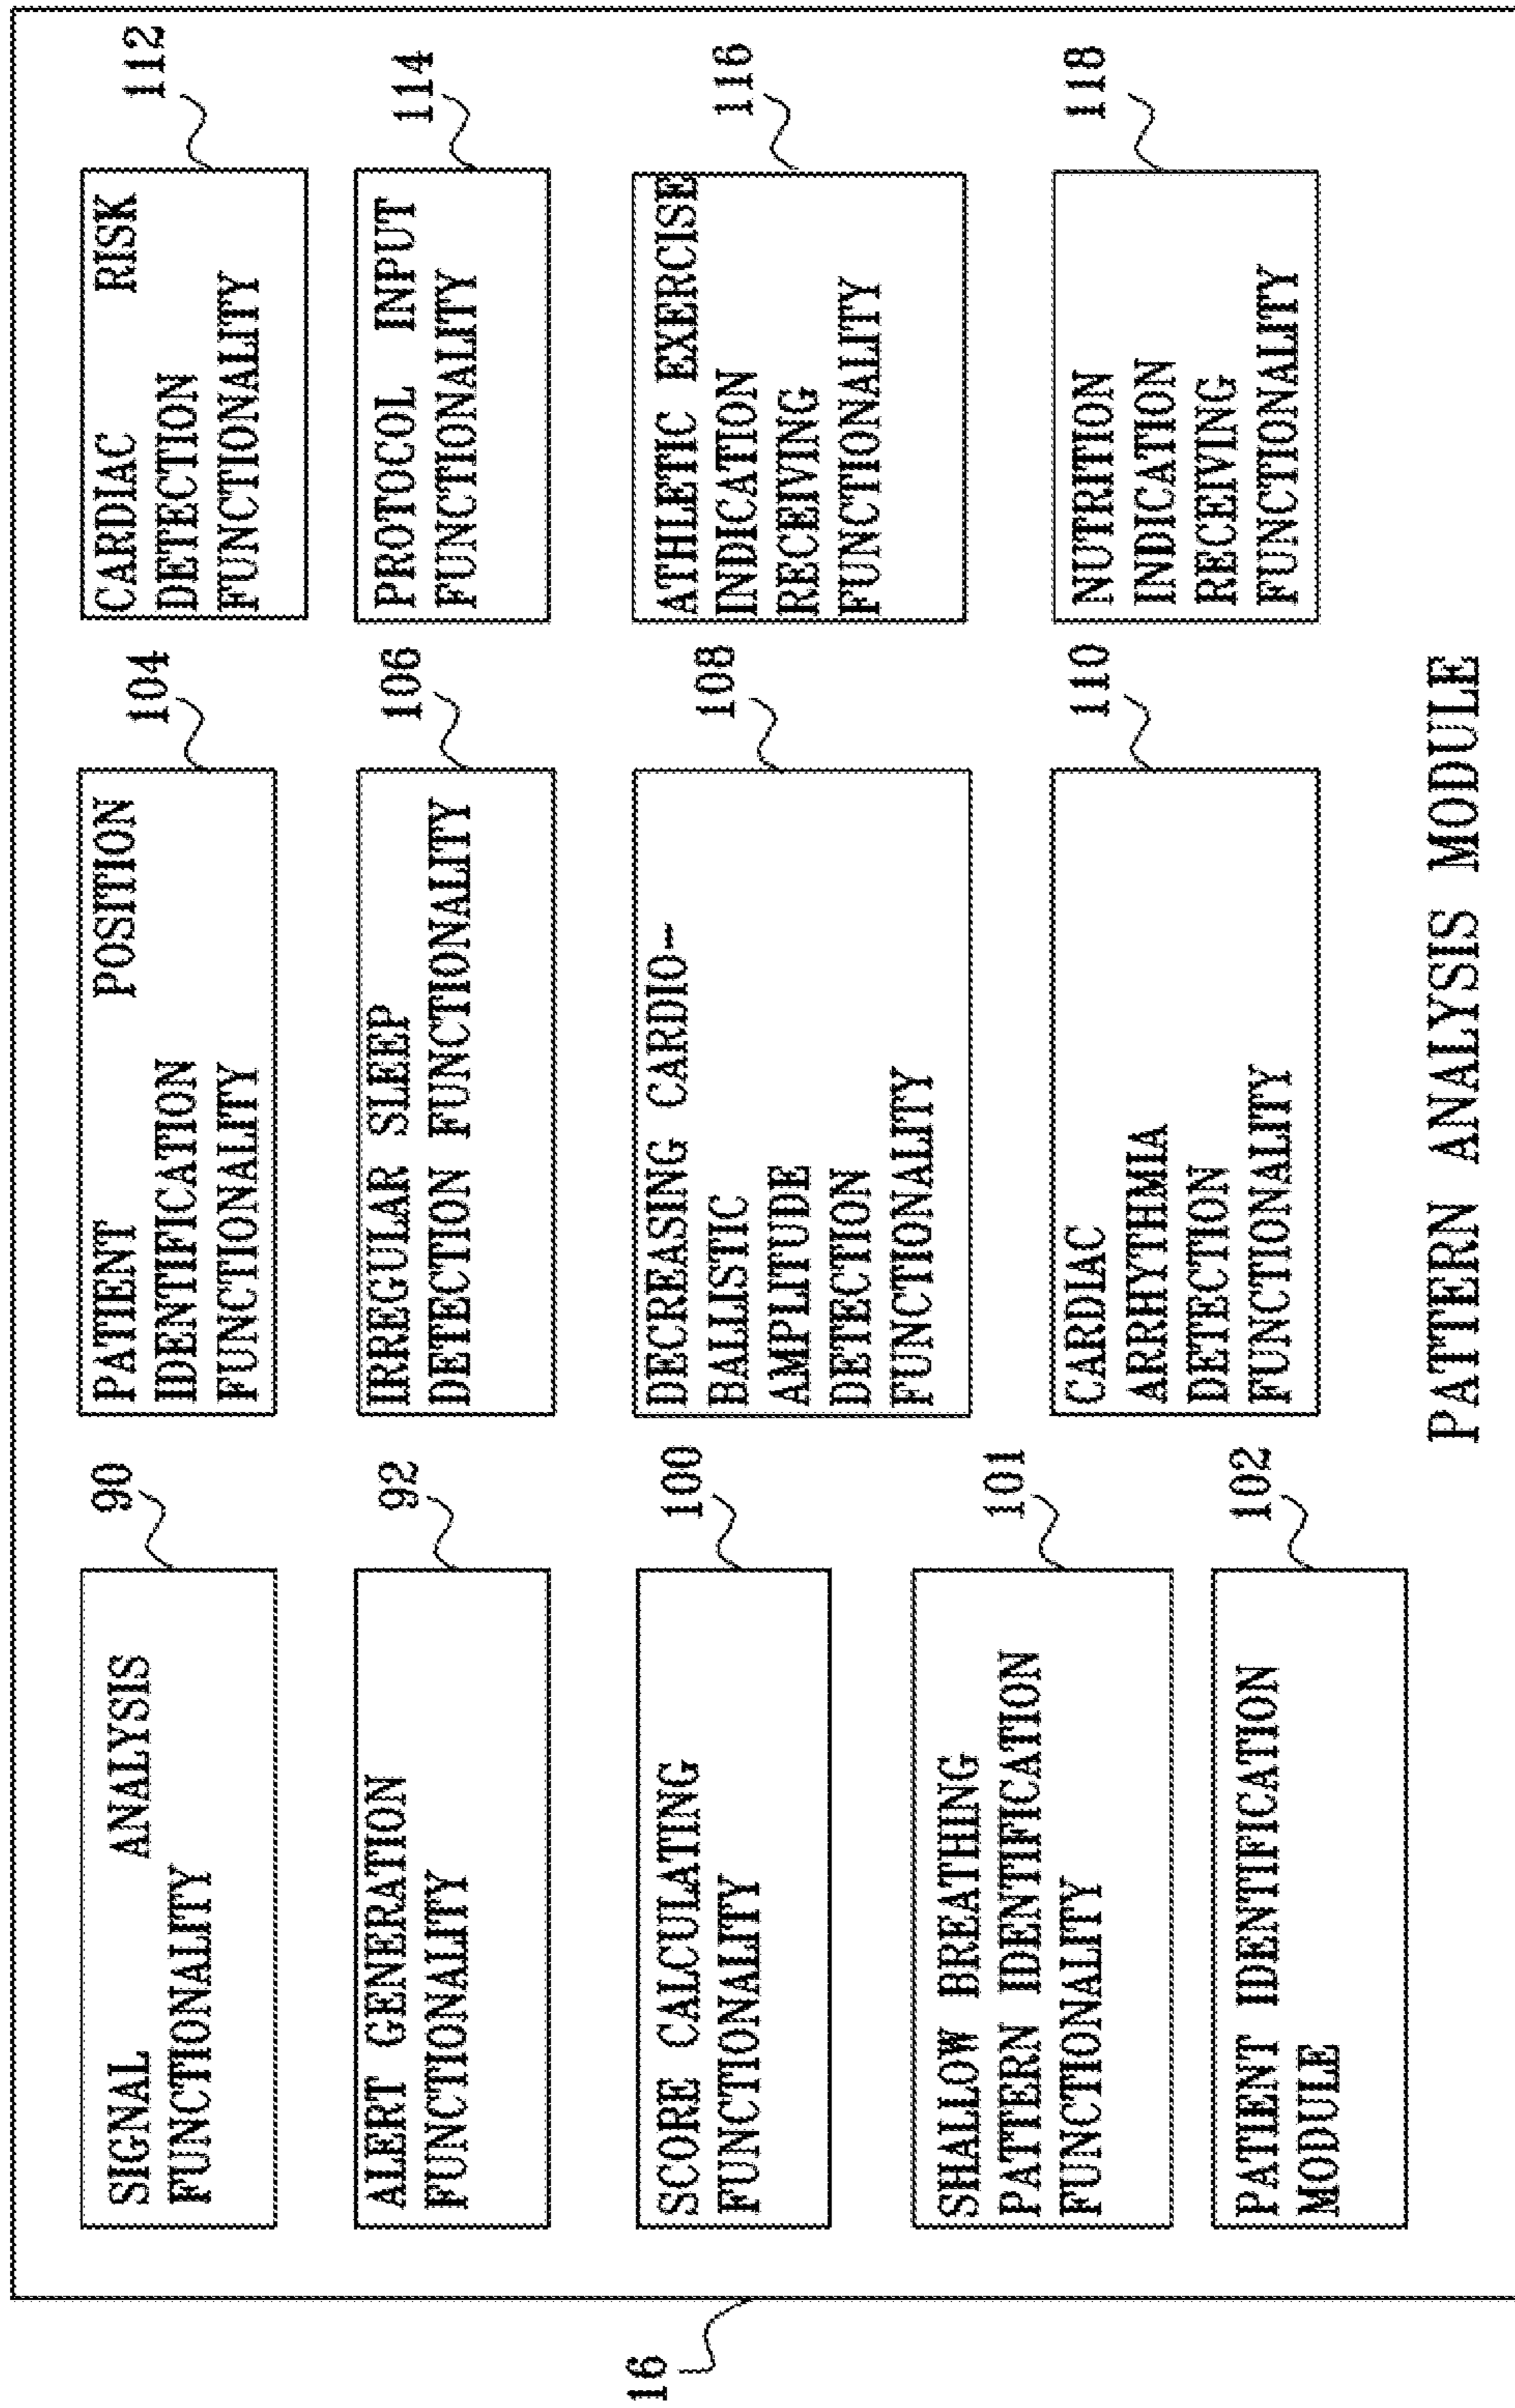 SIGNAL ANALYSIS
FUNCTIONALITY
90
ALERT GENERATION
FUNCTIONALITY
92
SCORE CALCULATING
FUNCTIONALITY
100
SHALLOW BREATHING
PATTERN IDENTIFICATION
FUNCTIONALITY
101
PATIENT IDENTIFICATION
MODULE
102
PATIENT POSITION
IDENTIFICATION
FUNCTIONALITY
104
IRREGULAR SLEEP
DETECTION FUNCTIONALITY
106
DECREASING CARDIO-
BALLISTIC
AMPLITUDE
DETECTION
FUNCTIONALITY
108
CARDIAC
ARRHYTHMIA
DETECTION
FUNCTIONALITY
110
CARDIAC RISK
DETECTION
FUNCTIONALITY
112
PROTOCOL INPUT
FUNCTIONALITY
114
ATHLETIC EXERCISE
INDICATION
RECEIVING
FUNCTIONALITY
116
NUTRITION
INDICATION
RECEIVING
FUNCTIONALITY
118
16
PATTERN ANALYSIS MODULE